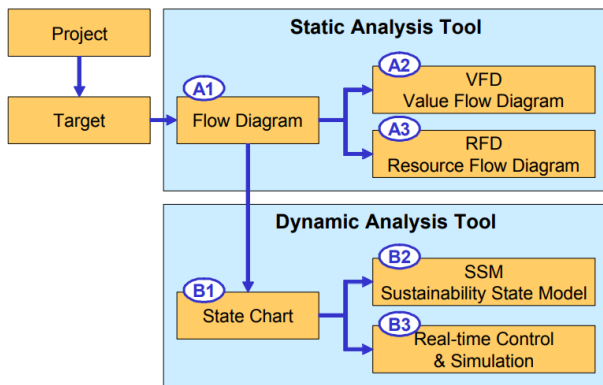 Project
Target
Static Analysis Tool
A1
Flow Diagram
A2
VFD
Value Flow Diagram
A3
RFD
Resource Flow Diagram
Dynamic Analysis Tool
B1
State Chart
B2
SSM
Sustainability State Model
B3
Real-time Control
& Simulation